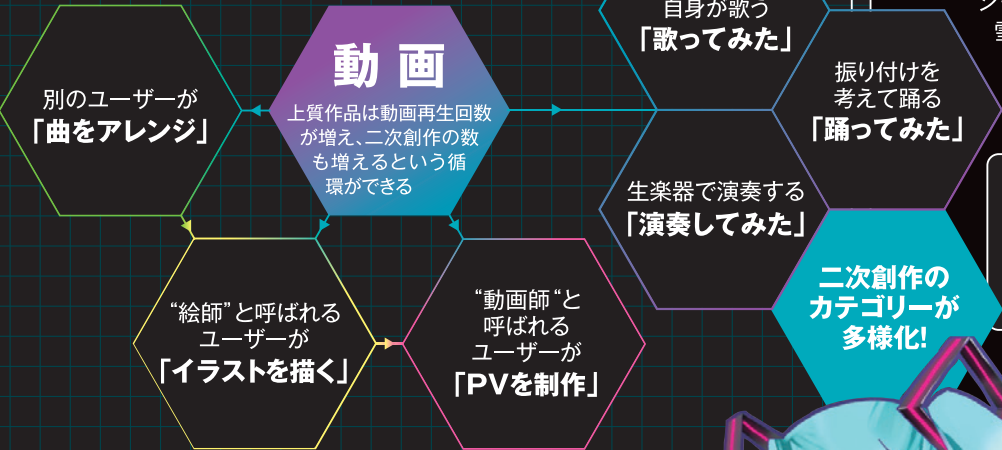 自身が歌う
「歌ってみた」
動画
上質作品は動画再生回数
が増え、二次創作の数
も増えるという循
環ができる
別のユーザーが
「曲をアレンジ」
振り付けを
考えて踊る
「踊ってみた」
生楽器で演奏する
「演奏してみた」
二次創作の
カテゴリーが
多様化!
“絵師”と呼ばれる
ユーザーが
「イラストを描く」
“動画師“と
呼ばれる
ユーザーが
「PVを制作」